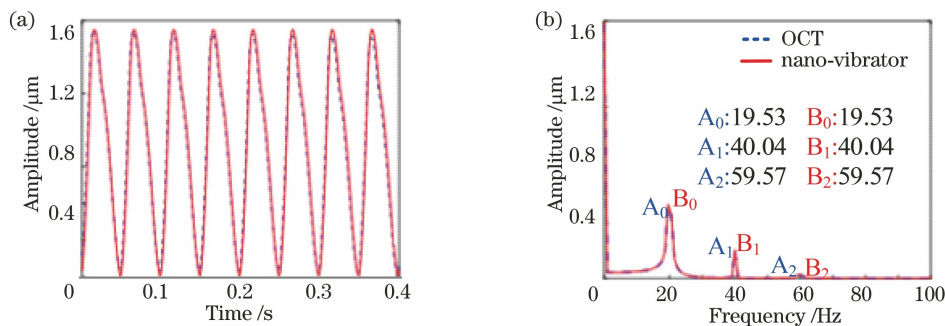 (a)
1.6
1.2
0.8
0.4
Amplitude /μm
0
0.1
0.2
0.3
0.4
Time /s
(b)
1.6
1.2
0.8
0.4
Amplitude /μm
OCT
nano-vibrator
A0:19.53 B0:19.53
A1:40.04 B1:40.04
A2:59.57 B2:59.57
A0 B0
A1 B1
A2 B2
0
20
40
60
80
100
Frequency /Hz